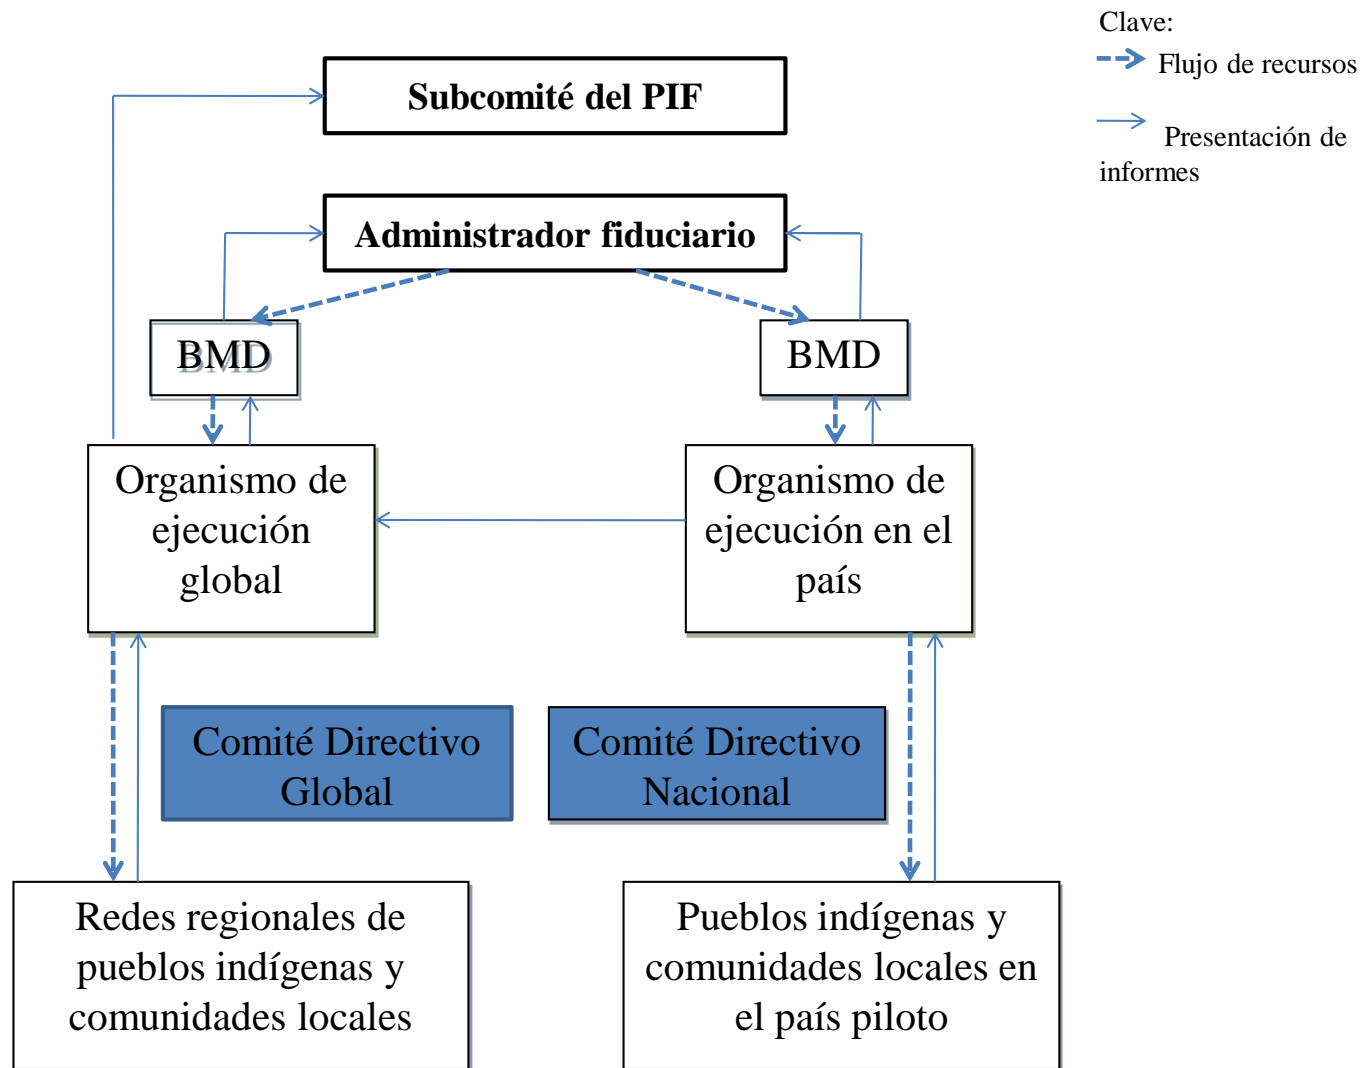 Clave:
Flujo de recursos
Presentación de
informes
Subcomité del PIF
Administrador fiduciario
BMD
BMD
Organismo de
ejecución
global
Organismo de
ejecución en el
país
Comité Directivo
Global
Comité Directivo
Nacional
Redes regionales de
pueblos indígenas y
comunidades locales
Pueblos indígenas y
comunidades locales en
el país piloto